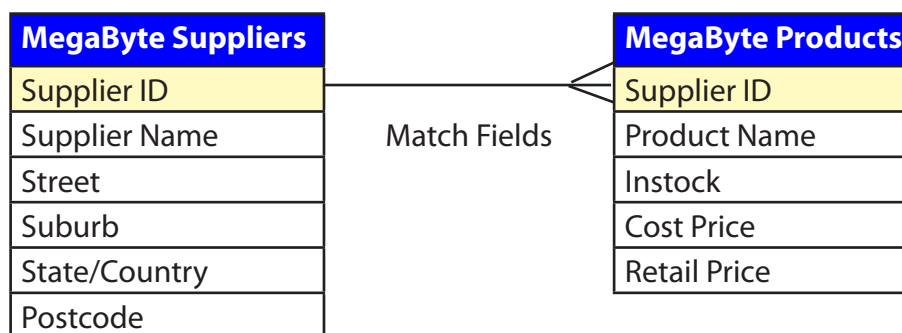 MegaByte Suppliers
Supplier ID
Supplier Name
Street
Suburb
State/Country
Postcode
Match Fields
MegaByte Products
Supplier ID
Product Name
Instock
Cost Price
Retail Price